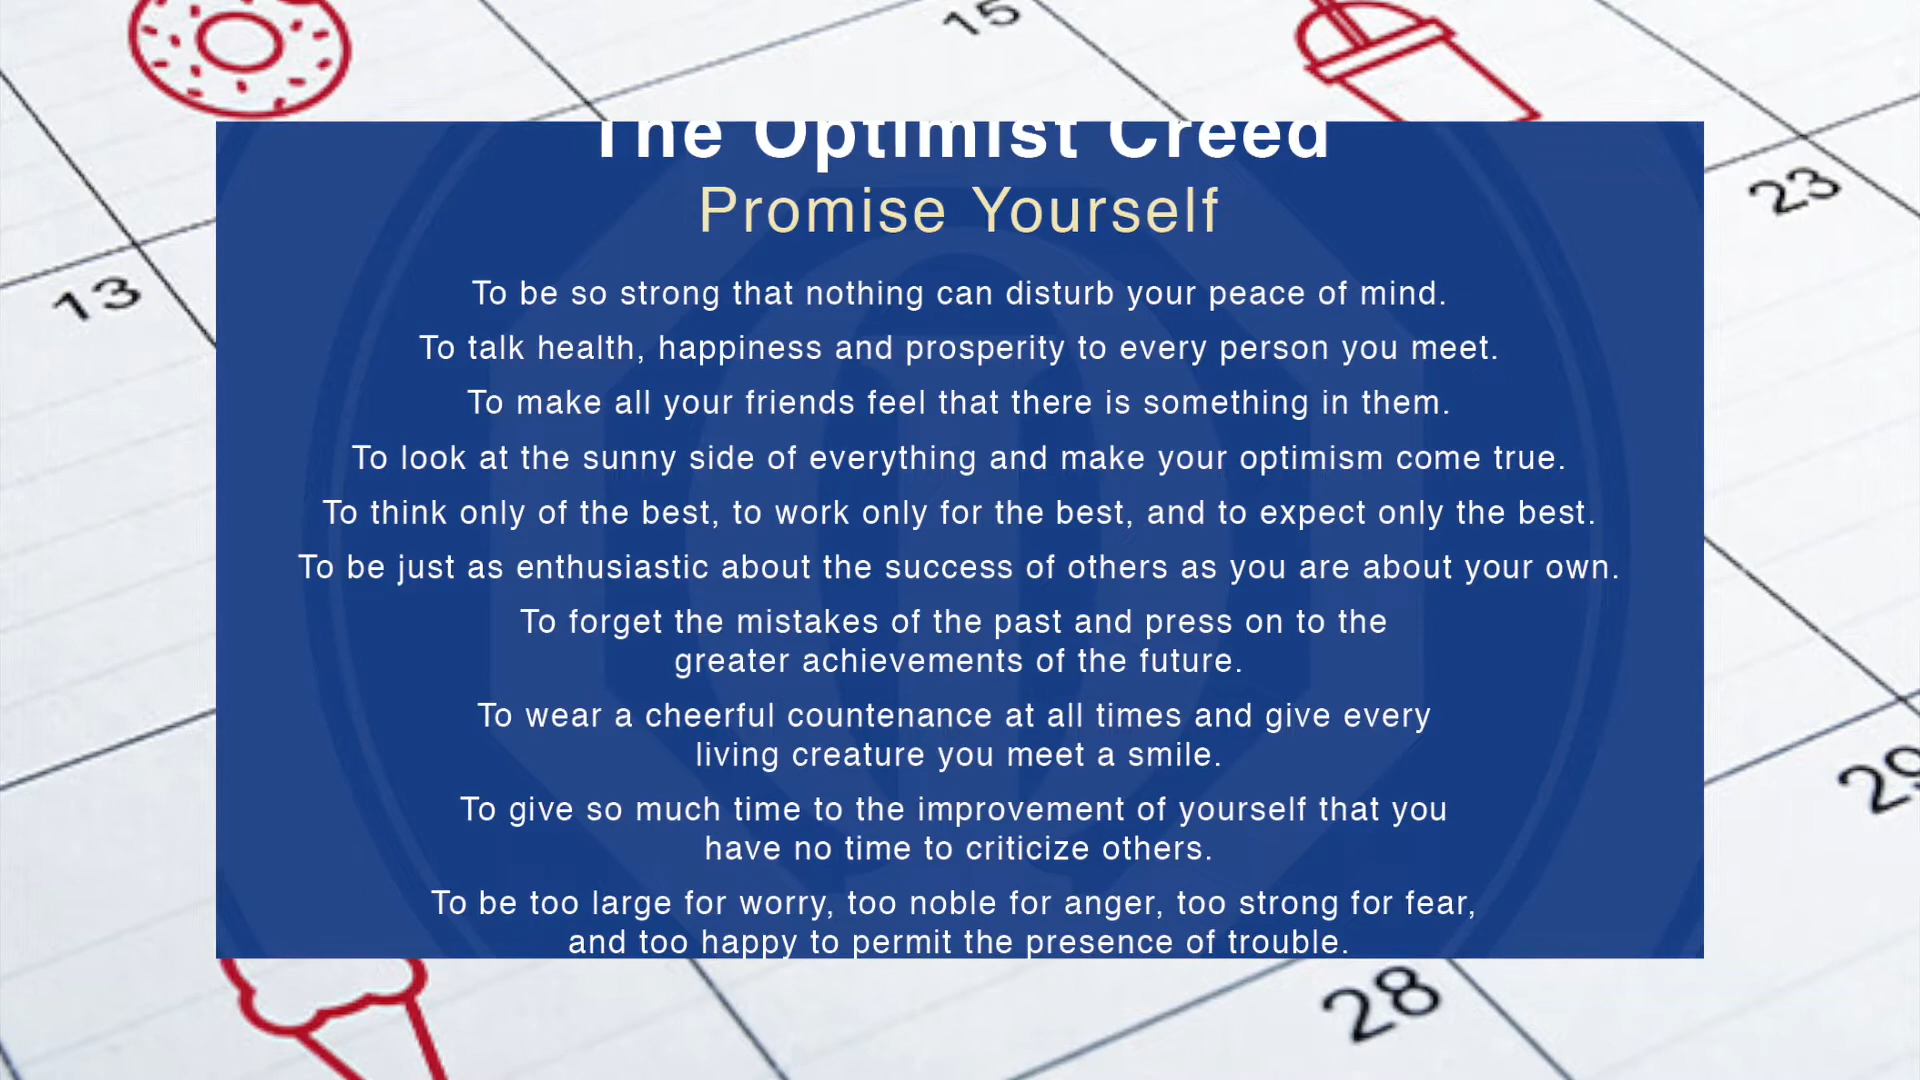 15
23
13
The Optimist Creed
Promise Yourself
To be so strong that nothing can disturb your peace of mind.
To talk health, happiness and prosperity to every person you meet.
To make all your friends feel that there is something in them.
To look at the sunny side of everything and make your optimism come true.
To think only of the best, to work only for the best, and to expect only the best.
To be just as enthusiastic about the success of others as you are about your own.
To forget the mistakes of the past and press on to the
greater achievements of the future.
To wear a cheerful countenance at all times and give every
living creature you meet a smile.
To give so much time to the improvement of yourself that you
have no time to criticize others.
To be too large for worry, too noble for anger, too strong for fear,
and too happy to permit the presence of trouble.
29
28